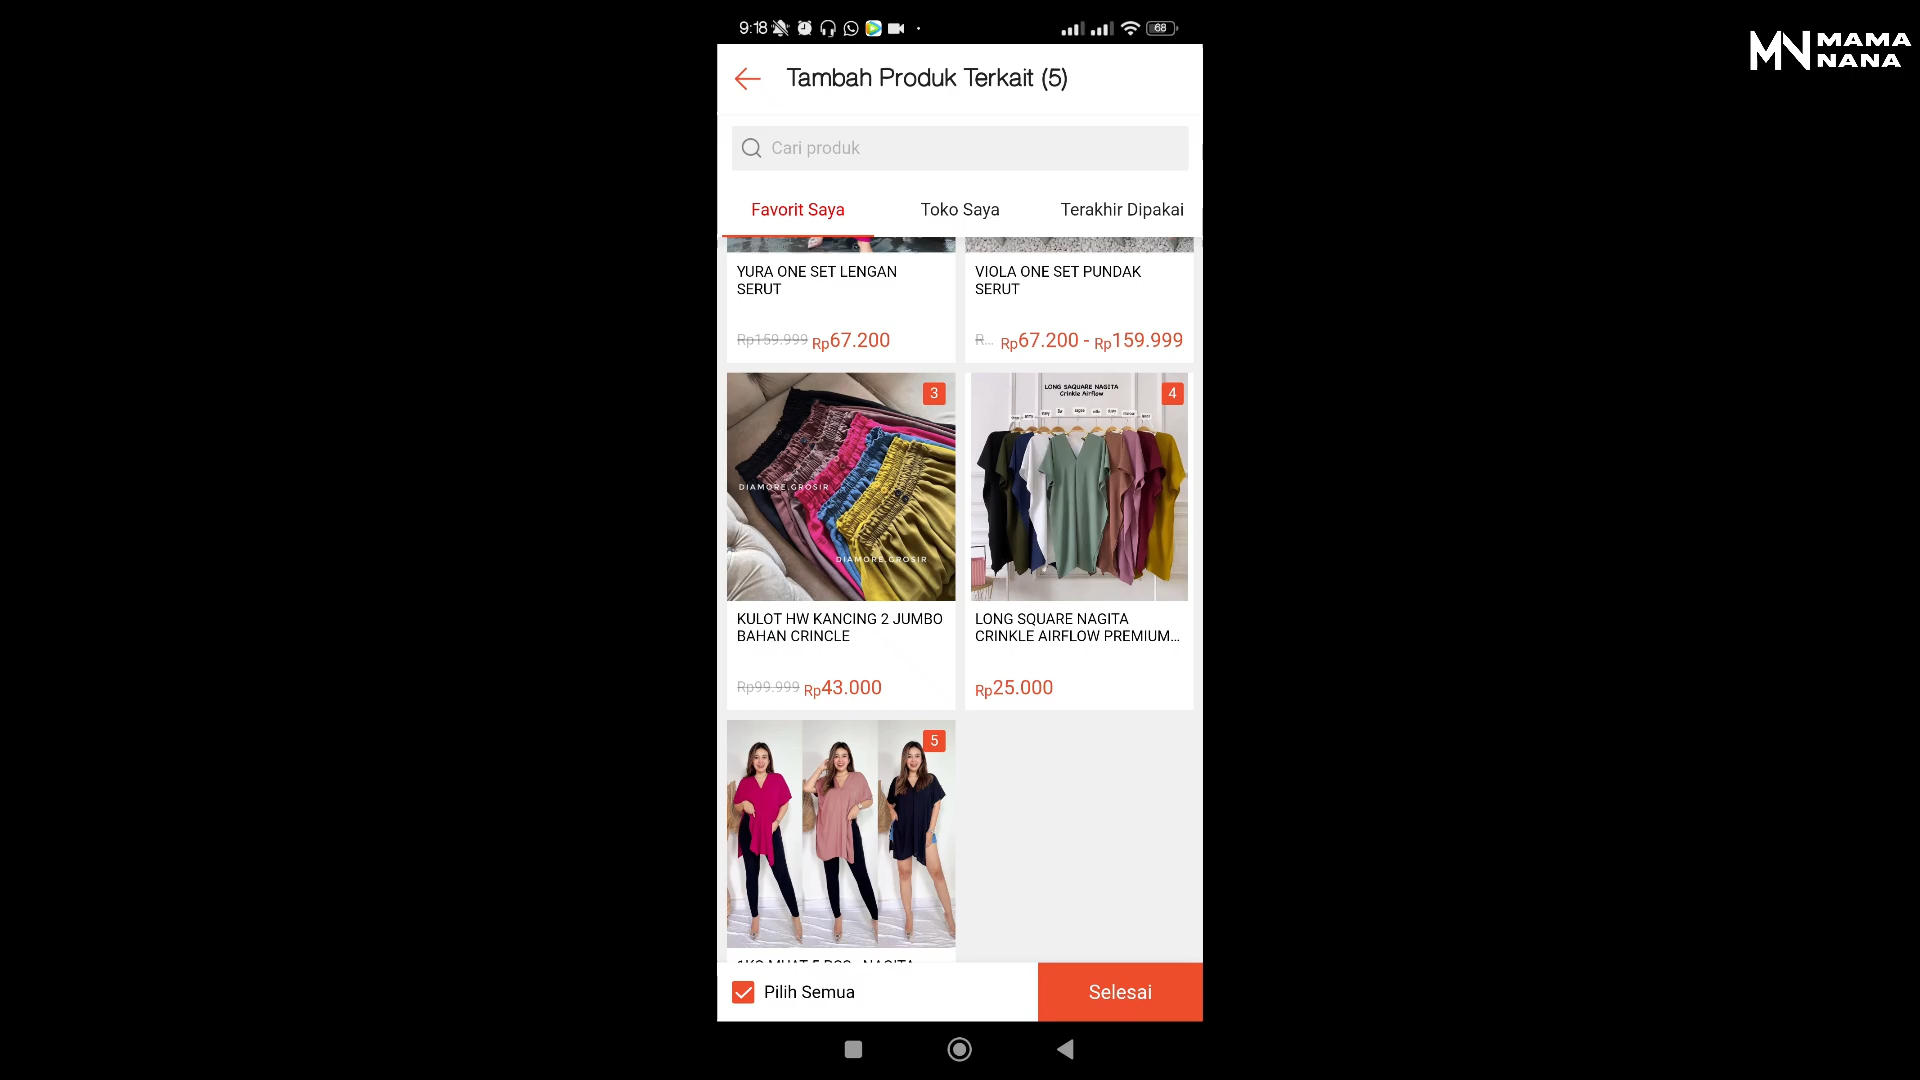 9:18
68
MN MAMA
NANA
Tambah Produk Terkait (5)
Cari produk
Favorit Saya
Toko Saya
Terakhir Dipakai
YURA ONE SET LENGAN
SERUT
Rp159.999 Rp67.200
VIOLA ONE SET PUNDAK
SERUT
R... Rp67.200 - Rp159.999
3
DIAMORE.GROSIR
DIAMORE.GROSIR
KULOT HW KANCING 2 JUMBO
BAHAN CRINCLE
Rp99.999 Rp43.000
LONG SAQUARE NAGITA
Crinkle Airflow
4
LONG SQUARE NAGITA
CRINKLE AIRFLOW PREMIUM...
Rp25.000
5
Pilih Semua
Selesai